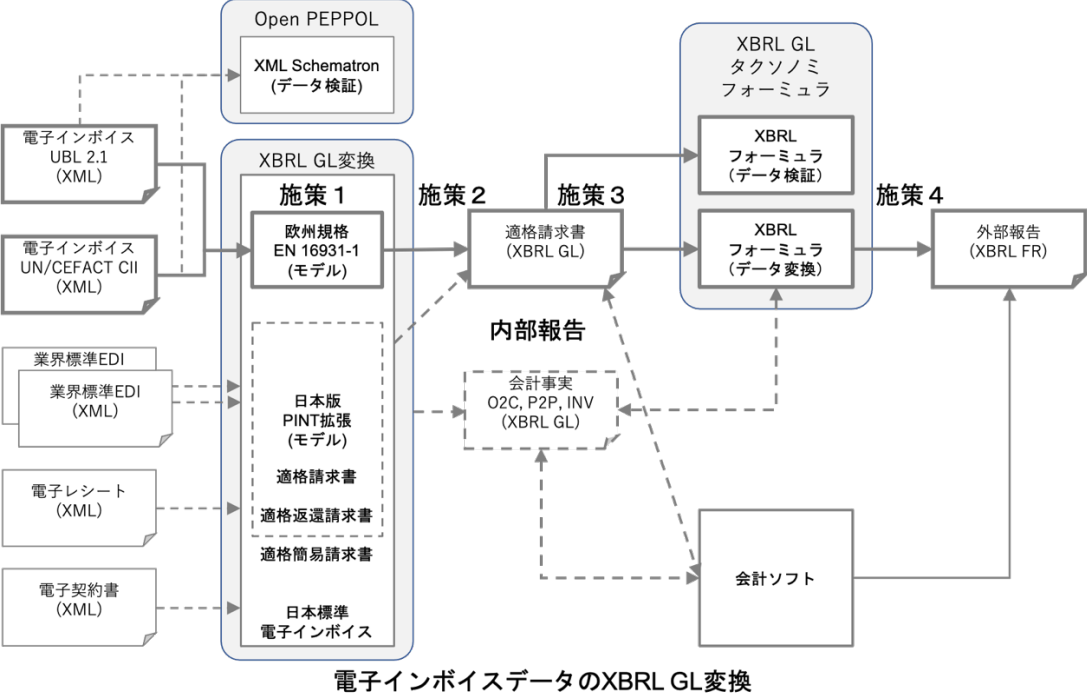 Open PEPPOL
XML Schematron
(データ検証)
電子インボイス
UBL 2.1
(XML)
電子インボイス
UN/CEFACT CII
(XML)
業界標準EDI
業界標準EDI
(XML)
電子レシート
(XML)
電子契約書
(XML)
XBRL GL変換
施策１
欧州規格
EN 16931-1
(モデル)
日本版
PINT拡張
(モデル)
適格請求書
適格返還請求書
適格簡易請求書
日本標準
電子インボイス
施策２
施策３
適格請求書
(XBRL GL)
内部報告
会計事実
O2C, P2P, INV
(XBRL GL)
XBRL GL
タクソノミ
フォーミュラ
XBRL
フォーミュラ
(データ検証)
XBRL
フォーミュラ
(データ変換)
施策４
外部報告
(XBRL FR)
会計ソフト
電子インボイスデータのXBRL GL変換